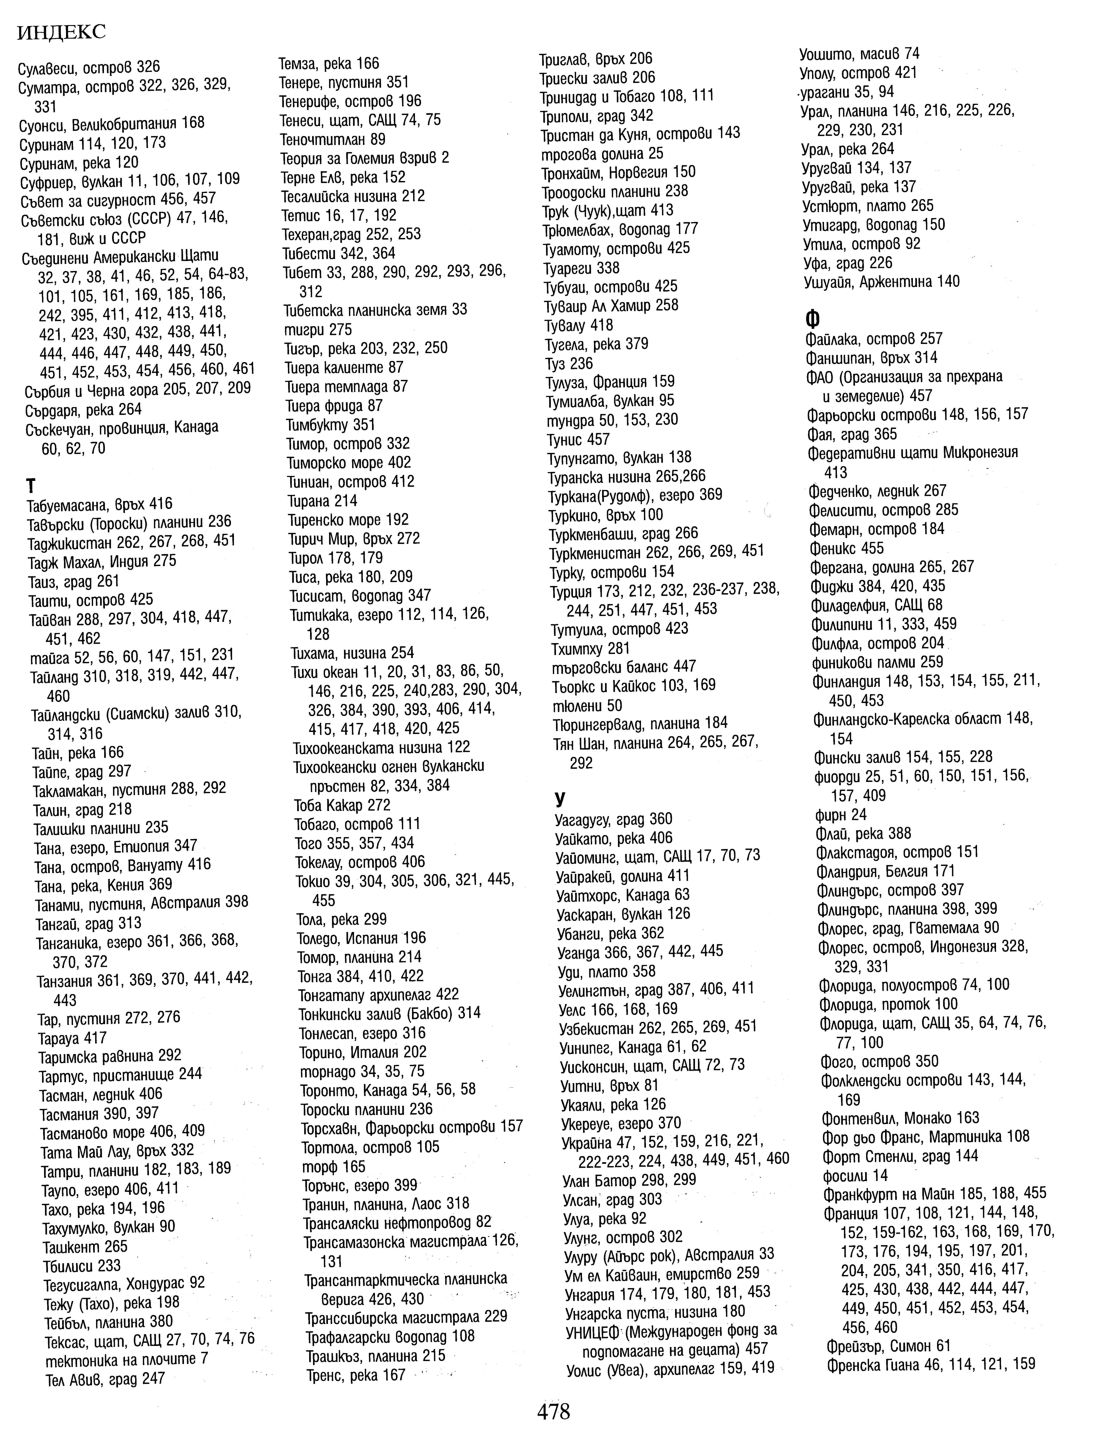 ИНДЕКС
Сулавеси, остров 326
Суматра, остров 322, 326, 329,
331
Суонси, Великобритания 168
Суринам 114, 120, 173
Суринам, река 120
Суфриер, вулкан 11, 106, 107, 109
Съвет за сигурност 456, 457
Съветски съюз (СССР) 47, 146,
181, виж и СССР
Съединени Американски Щати
32, 37, 38, 41, 46, 52, 54, 64-83,
101, 105, 161, 169, 185, 186,
242, 395, 411, 412, 413, 418,
421, 423, 430, 432, 438, 441,
444, 446, 447, 448, 449, 450,
451, 452, 453, 454, 456, 460, 461
Сърбия и Черна гора 205, 207, 209
Сърдаря, река 264
Съскечуан, провинция, Канада
60, 62, 70
Т
Табуемасана, връх 416
Тавърски (Тороски) планини 236
Таджикистан 262, 267, 268, 451
Тадж Махал, Индия 275
Таиз, град 261
Таити, остров 425
Тайван 288, 297, 304, 418, 447,
451, 462
тайга 52, 56, 60, 147, 151, 231
Тайланд 310, 318, 319, 442, 447,
460
Тайландски (Сиамски) залив 310,
314, 316
Тайн, река 166
Тайпе, град 297
Такламакан, пустиня 288, 292
Талин, град 218
Талишки планини 235
Тана, езеро, Етиопия 347
Тана, остров, Вануату 416
Тана, река, Кения 369
Танами, пустиня, Австралия 398
Тангай, град 313
Танганика, езеро 361, 366, 368,
370, 372
Танзания 361, 369, 370, 441, 442,
443
Тар, пустиня 272, 276
Тарауа 417
Таримска равнина 292
Тартус, пристанище 244
Тасман, ледник 406
Тасмания 390, 397
Тасманово море 406, 409
Тата Май Лау, връх 332
Татри, планини 182, 183, 189
Таупо, езеро 406, 411
Тахо, река 194, 196
Тахумулко, вулкан 90
Ташкент 265
Тбилиси 233
Тегусигалпа, Хондурас 92
Тежу (Тахо), река 198
Тейбъл, планина 380
Тексас, щат, САЩ 27, 70, 74, 76
тектоника на плочите 7
Тел Авив, град 247
Темза, река 166
Тенере, пустиня 351
Тенерифе, остров 196
Тенеси, щат, САЩ 74, 75
Теночтитлан 89
Теория за Големия взрив 2
Терне Елв, река 152
Тесалийска низина 212
Тетис 16, 17, 192
Техеран,град 252, 253
Тибести 342, 364
Тибет 33, 288, 290, 292, 293, 296,
312
Тибетска планинска земя 33
тигри 275
Тигър, река 203, 232, 250
Тиера калиенте 87
Тиера темплада 87
Тиера фрида 87
Тимбукту 351
Тимор, остров 332
Тиморско море 402
Тиниан, остров 412
Тирана 214
Тиренско море 192
Тирич Мир, връх 272
Тирол 178, 179
Тиса, река 180, 209
Тисисат, водопад 347
Титикака, езеро 112, 114, 126,
128
Тихама, низина 254
Тихи океан 11, 20, 31, 83, 86, 50,
146, 216, 225, 240,283, 290, 304,
326, 384, 390, 393, 406, 414,
415, 417, 418, 420, 425
Тихоокеанската низина 122
Тихоокеански огнен вулкански
пръстен 82, 334, 384
Тоба Какар 272
Тобаго, остров 111
Того 355, 357, 434
Токелау, остров 406
Токио 39, 304, 305, 306, 321, 445,
455
Тола, река 299
Толедо, Испания 196
Томор, планина 214
Тонга 384, 410, 422
Тонгатапу архипелаг 422
Тонкински залив (Бакбо) 314
Тонлесап, езеро 316
Торино, Италия 202
торнадо 34, 35, 75
Торонто, Канада 54, 56, 58
Тороски планини 236
Торсхавн, Фарьорски острови 157
Тортола, остров 105
торф 165
Торънс, езеро 399
Транин, планина, Лаос 318
Трансаляски нефтопровод 82
Трансамазонска магистрала 126,
131
Трансантарктическа планинска
верига 426, 430
Транссибирска магистрала 229
Трафалгарски водопад 108
Трашкъз, планина 215
Тренс, река 167
Триглав, връх 206
Триески залив 206
Тринидад и Тобаго 108, 111
Триполи, град 342
Тристан да Куня, острови 143
трогова долина 25
Тронхайм, Норвегия 150
Троодоски планини 238
Трук (Чуук),щат 413
Трюмелбах, водопад 177
Туамоту, острови 425
Туареги 338
Тубуаи, острови 425
Туваир Ал Хамир 258
Тувалу 418
Тугела, река 379
Туз 236
Тулуза, Франция 159
Тумиалба, вулкан 95
тундра 50, 153, 230
Тунис 457
Тупунгато, вулкан 138
Туранска низина 265,266
Туркана(Рудолф), езеро 369
Туркино, връх 100
Туркменбаши, град 266
Туркменистан 262, 266, 269, 451
Турку, острови 154
Турция 173, 212, 232, 236-237, 238,
244, 251, 447, 451, 453
Тутуила, остров 423
Тхимпху 281
търговски баланс 447
Търкс и Кайкос 103, 169
тюлени 50
Тюрингервалд, планина 184
Тян Шан, планина 264, 265, 267,
292
У
Уагадугу, град 360
Уайкато, река 406
Уайоминг, щат, САЩ 17, 70, 73
Уайракей, долина 411
Уайтхорс, Канада 63
Уаскаран, вулкан 126
Убанги, река 362
Уганда 366, 367, 442, 445
Уди, плато 358
Уелингтън, град 387, 406, 411
Уелс 166, 168, 169
Узбекистан 262, 265, 269, 451
Уинипег, Канада 61, 62
Уисконсин, щат, САЩ 72, 73
Уитни, връх 81
Укаяли, река 126
Укереуе, езеро 370
Украйна 47, 152, 159, 216, 221,
222-223, 224, 438, 449, 451, 460
Улан Батор 298, 299
Улсан, град 303
Улуа, река 92
Улунг, остров 302
Улуру (Айърс рок), Австралия 33
Ум ел Кайваин, емирство 259
Унгария 174, 179, 180, 181, 453
Унгарска пуста, низина 180
УНИЦЕФ (Международен фонд за
подпомагане на децата) 457
Уолис (Увеа), архипелаг 159, 419
Уошито, масив 74
Уполу, остров 421
урагани 35, 94
Урал, планина 146, 216, 225, 226,
229, 230, 231
Урал, река 264
Уругвай 134, 137
Уругвай, река 137
Устюрт, плато 265
Утигард, водопад 150
Утила, остров 92
Уфа, град 226
Ушуайя, Аржентина 140
Ф
Файлака, остров 257
Фаншипан, връх 314
ФАО (Организация за прехрана
и земеделие) 457
Фарьорски острови 148, 156, 157
Фая, град 365
Федеративни щати Микронезия
413
Федченко, ледник 267
Фелисити, остров 285
Фемарн, остров 184
Феникс 455
Фергана, долина 265, 267
Фиджи 384, 420, 435
Филаделфия, САЩ 68
Филипини 11, 333, 459
Филфла, остров 204
финикови палми 259
Финландия 148, 153, 154, 155, 211,
450, 453
Финландско-Карелска област 148,
154
Фински залив 154, 155, 228
фиорди 25, 51, 60, 150, 151, 156,
157, 409
фирн 24
Флай, река 388
Флакстадоя, остров 151
Фландрия, Белгия 171
Флиндърс, остров 397
Флиндърс, планина 398, 399
Флорес, град, Гватемала 90
Флорес, остров, Индонезия 328,
329, 331
Флорида, полуостров 74, 100
Флорида, проток 100
Флорида, щат, САЩ 35, 64, 74, 76,
77, 100
Фого, остров 350
Фолклендски острови 143, 144,
169
Фонтенвил, Монако 163
Фор дьо Франс, Мартиника 108
Форт Стенли, град 144
фосили 14
Франкфурт на Майн 185, 188, 455
Франция 107, 108, 121, 144, 148,
152, 159-162, 163, 168, 169, 170,
173, 176, 194, 195, 197, 201,
204, 205, 341, 350, 416, 417,
425, 430, 438, 442, 444, 447,
449, 450, 451, 452, 453, 454,
456, 460
Фрейзър, Симон 61
Френска Гиана 46, 114, 121, 159
478